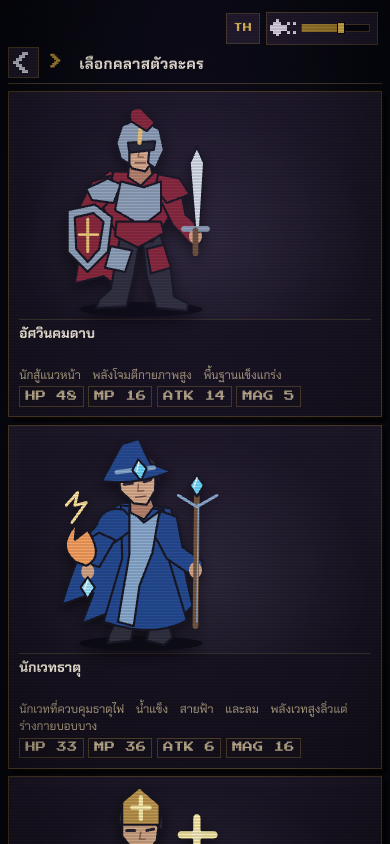 TH
เลือกคลาสตัวละคร
อัศวินคมดาบ
นักสู้แนวหน้า พลังโจมตีกายภาพสูง พื้นฐานแข็งแกร่ง
HP 48 MP 16 ATK 14 MAG 5
นักเวทธาตุ
นักเวทที่ควบคุมธาตุไฟ น้ำแข็ง สายฟ้า และลม พลังเวทสูงลิ่วแต่
ร่างกายบอบบาง
HP 33 MP 36 ATK 6 MAG 16